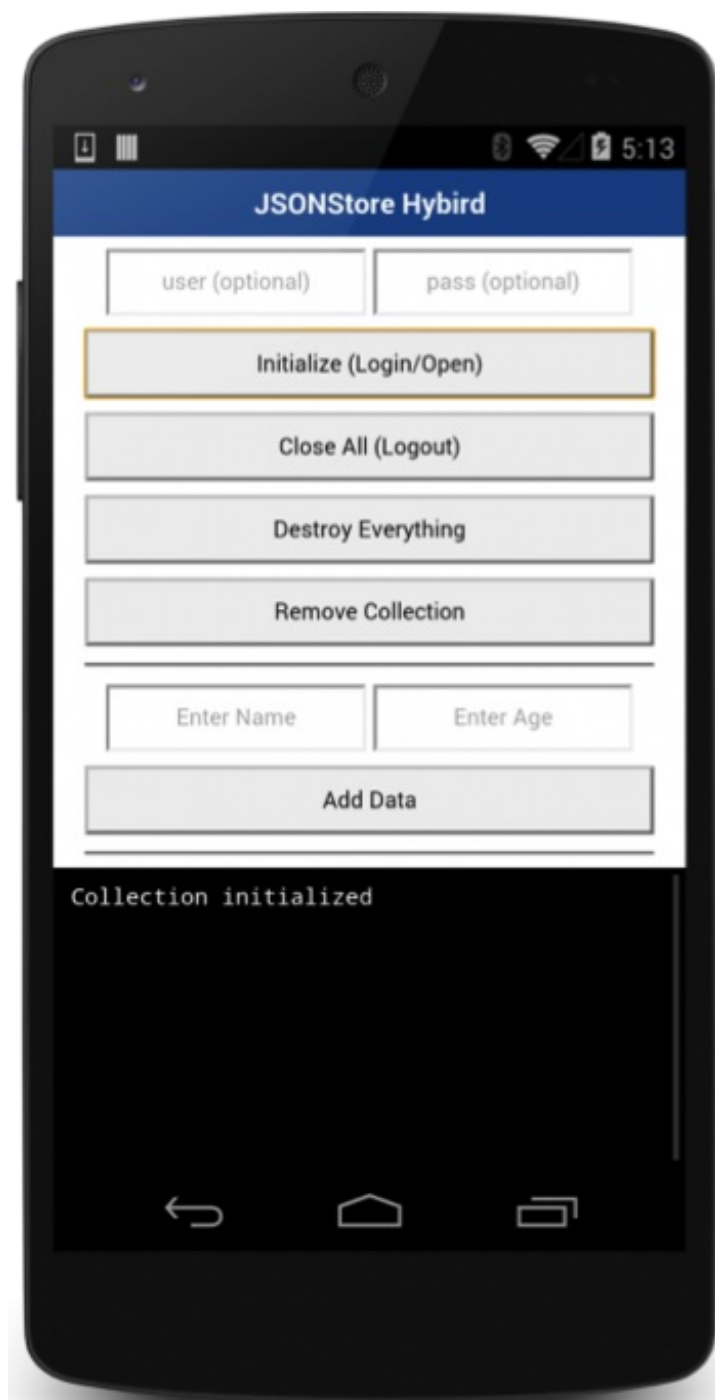 5:13
JSONStore Hybird
user (optional) pass (optional)
Initialize (Login/Open)
Close All (Logout)
Destroy Everything
Remove Collection
Enter Name Enter Age
Add Data
Collection initialized